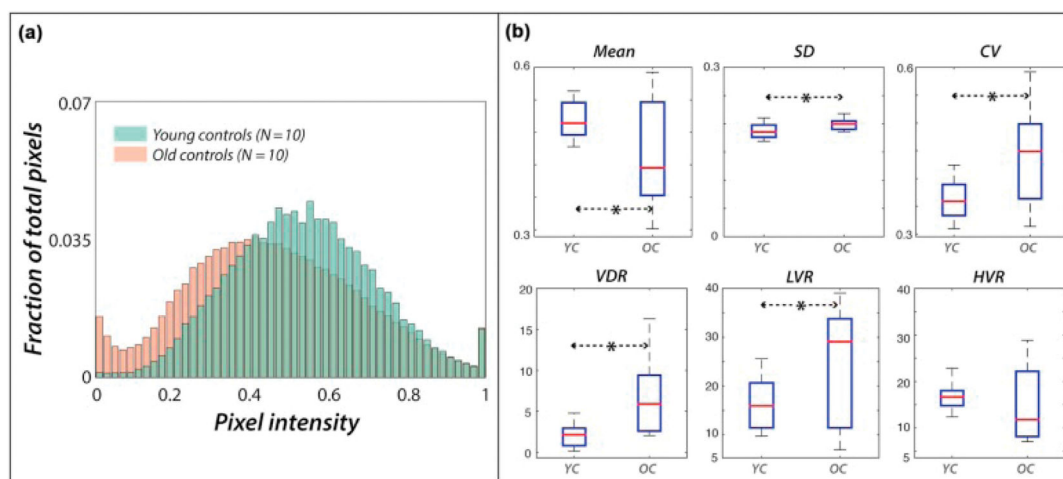 (a)
0.07
Young controls (N = 10)
Old controls (N = 10)
0.035
0
0 0.2 0.4 0.6 0.8 1
Fraction of total pixels
Pixel intensity
(b)
Mean SD CV
0.6 0.3 0.6
* * *
0.3 0 0.3
YC OC YC OC YC OC
VDR LVR HVR
20 40 40
15
30 30
* *
10
20 20
5
10 10
0 5 5
YC OC YC OC YC OC